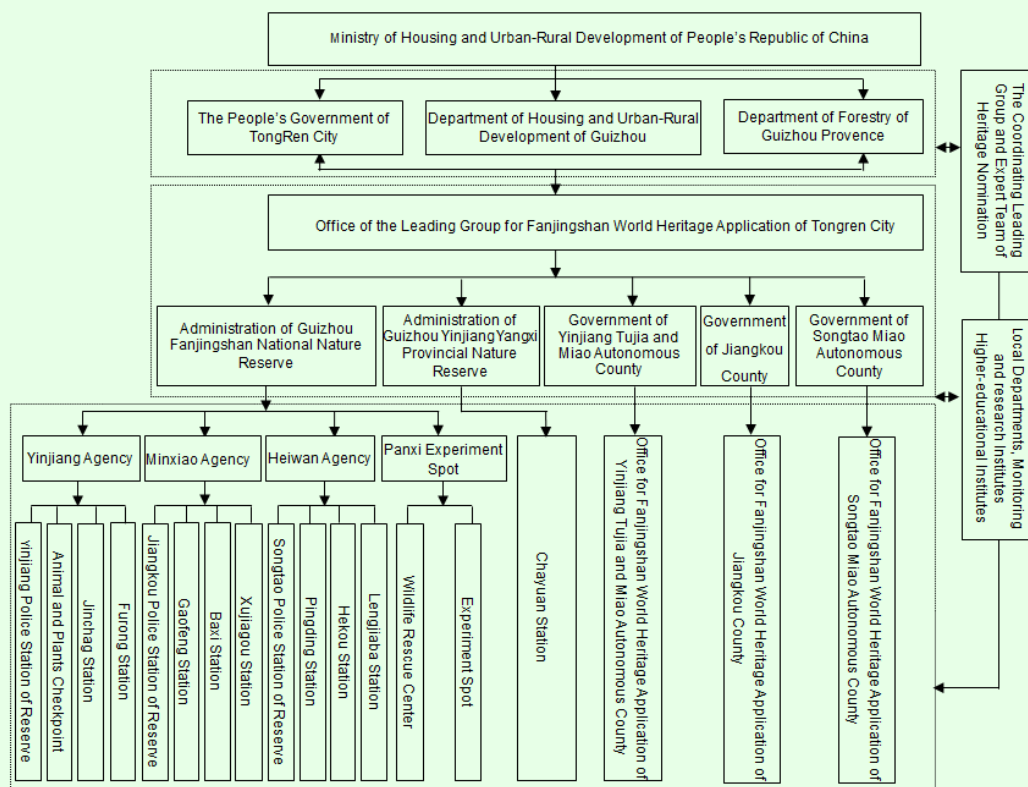 Ministry of Housing and Urban-Rural Development of People's Republic of China
The People's Government of
TongRen City
Department of Housing and Urban-Rural
Development of Guizhou
Department of Forestry of
Guizhou Provence
The Coordinating Leading
Group and Expert Team of
Heritage Nomination
Office of the Leading Group for Fanjingshan World Heritage Application of Tongren City
Administration of Guizhou
Fanjingshan National Nature
Reserve
Administration of
Guizhou YinjiangYangxi
Provincial Nature
Reserve
Government of
Yinjiang Tujia and
Miao Autonomous
County
Government
of Jiangkou
County
Government of
Songtao Miao
Autonomous
County
Local Departments, Monitoring
and research Institutes
Higher-educational Institutes
Yinjiang Agency
Minxiao Agency
Heiwan Agency
Panxi Experiment
Spot
Yinjiang Police Station of Reserve
Animal and Plants Checkpoint
Jinchag Station
Furong Station
Jiangkou Police Station of Reserve
Gaofeng Station
Baxi Station
Xujiagou Station
Songtao Police Station of Reserve
Pingding Station
Hekou Station
Lengjiaba Station
Wildlife Rescue Center
Experiment Spot
Chayuan Station
Office for Fanjingshan World Heritage Application of
Yinjiang Tujia and Miao Autonomous County
Office for Fanjingshan World Heritage Application of
Jiangkou County
Office for Fanjingshan World Heritage Application of
Songtao Miao Autonomous County